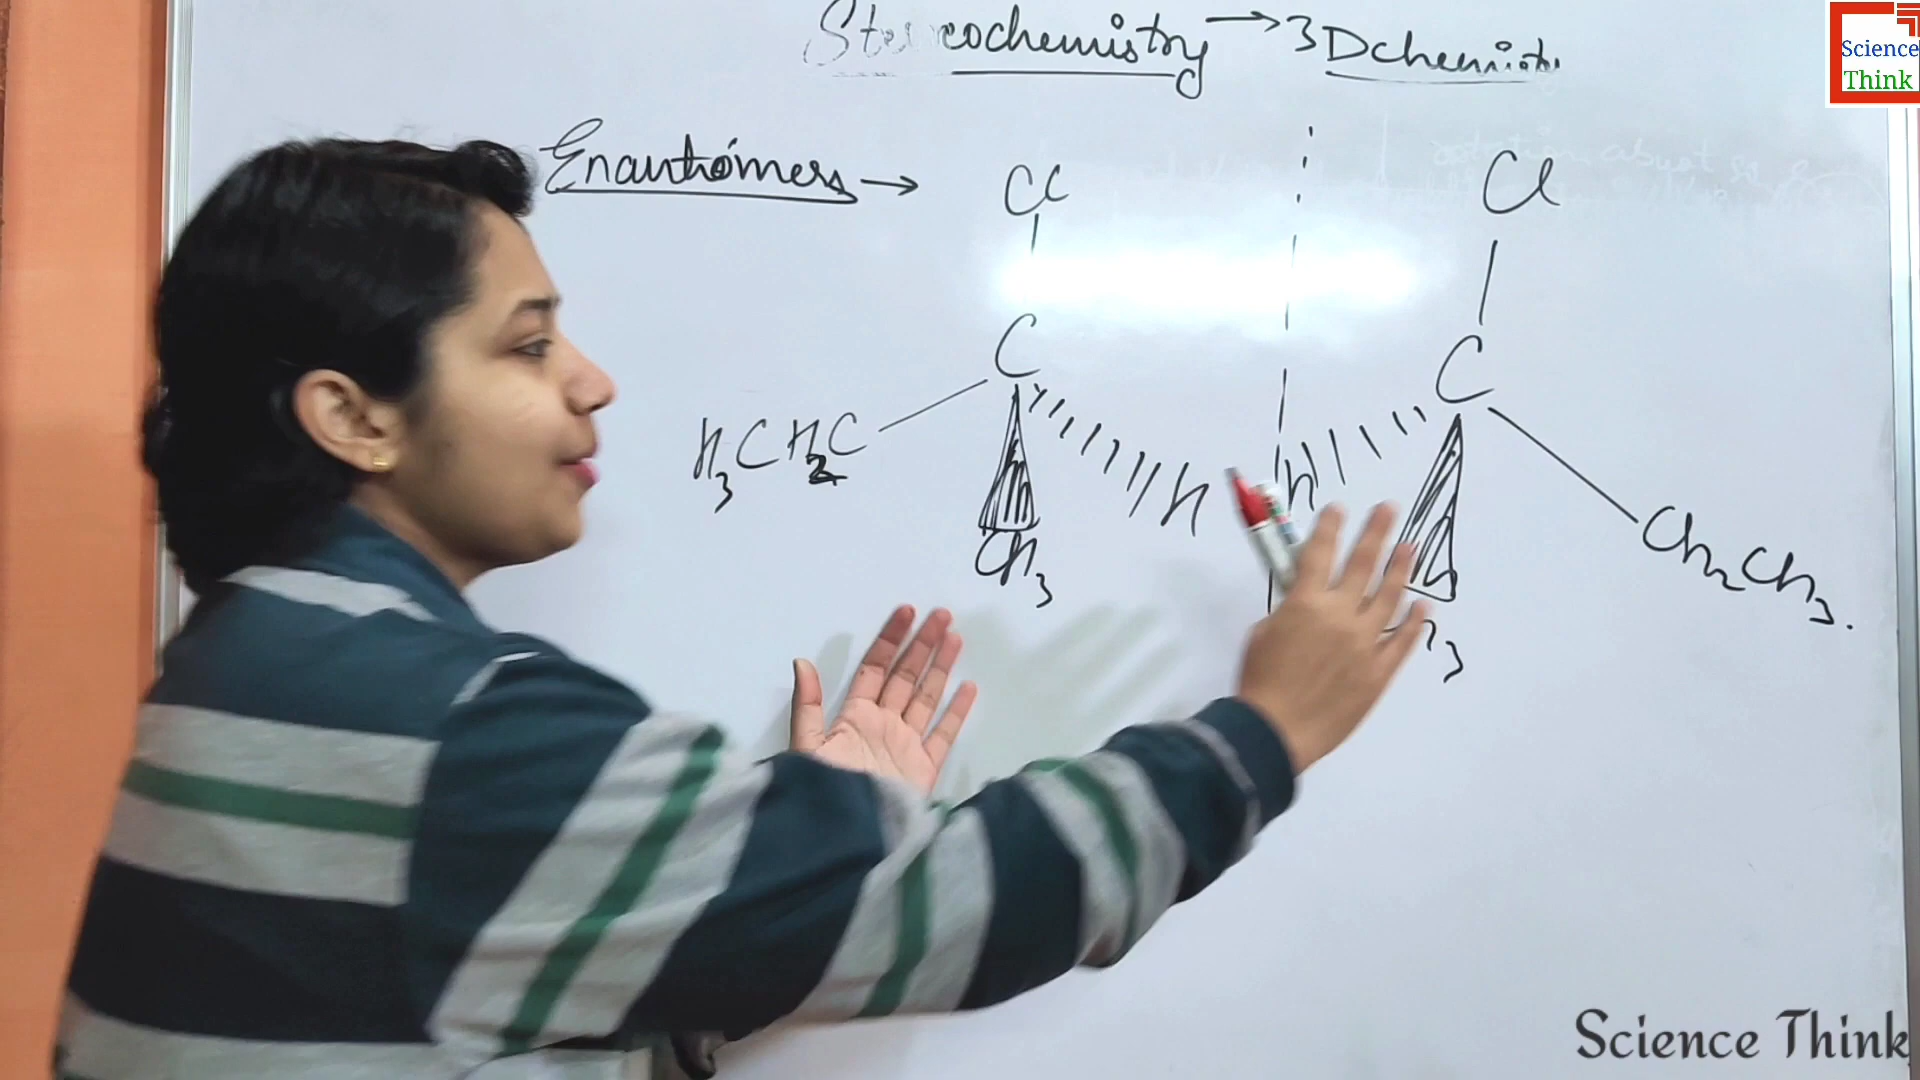 Stereochemistry → 3D chemistry
Science
Think
Enantiomers →
Cl
Cl
C
C
H3CH2C
H
H
CH3
CH2CH3.
Science Think